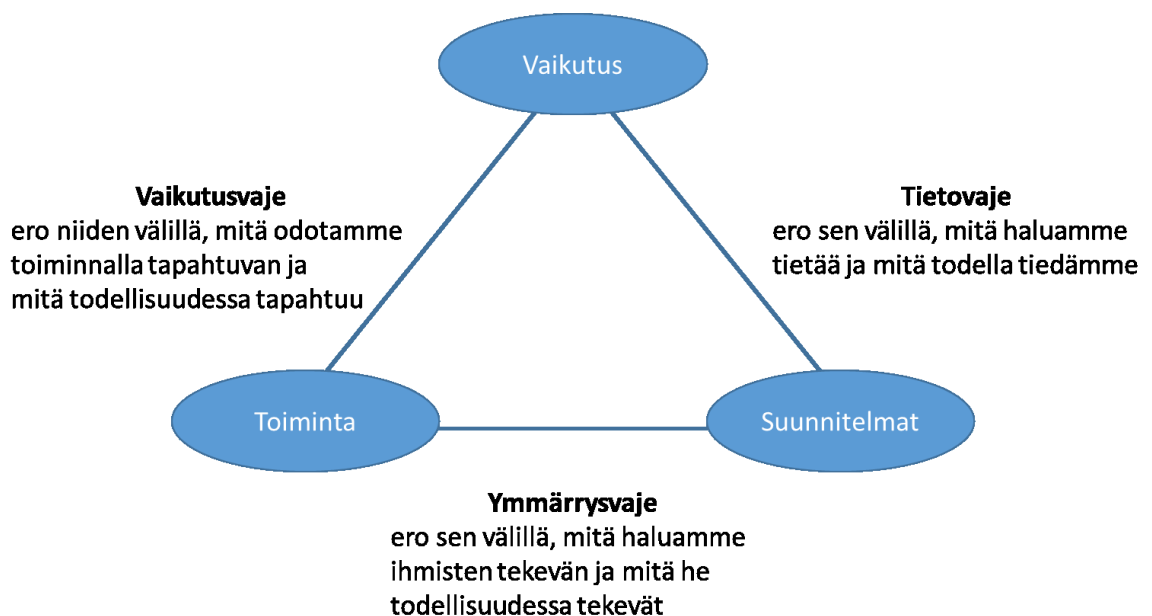 Vaikutus
Vaikutusvaje
ero niiden välillä, mitä odotamme
toiminnalla tapahtuvan ja
mitä todellisuudessa tapahtuu
Tietovaje
ero sen välillä, mitä haluamme
tietää ja mitä todella tiedämme
Toiminta
Suunnitelmat
Ymmärrysvaje
ero sen välillä, mitä haluamme
ihmisten tekevän ja mitä he
todellisuudessa tekevät